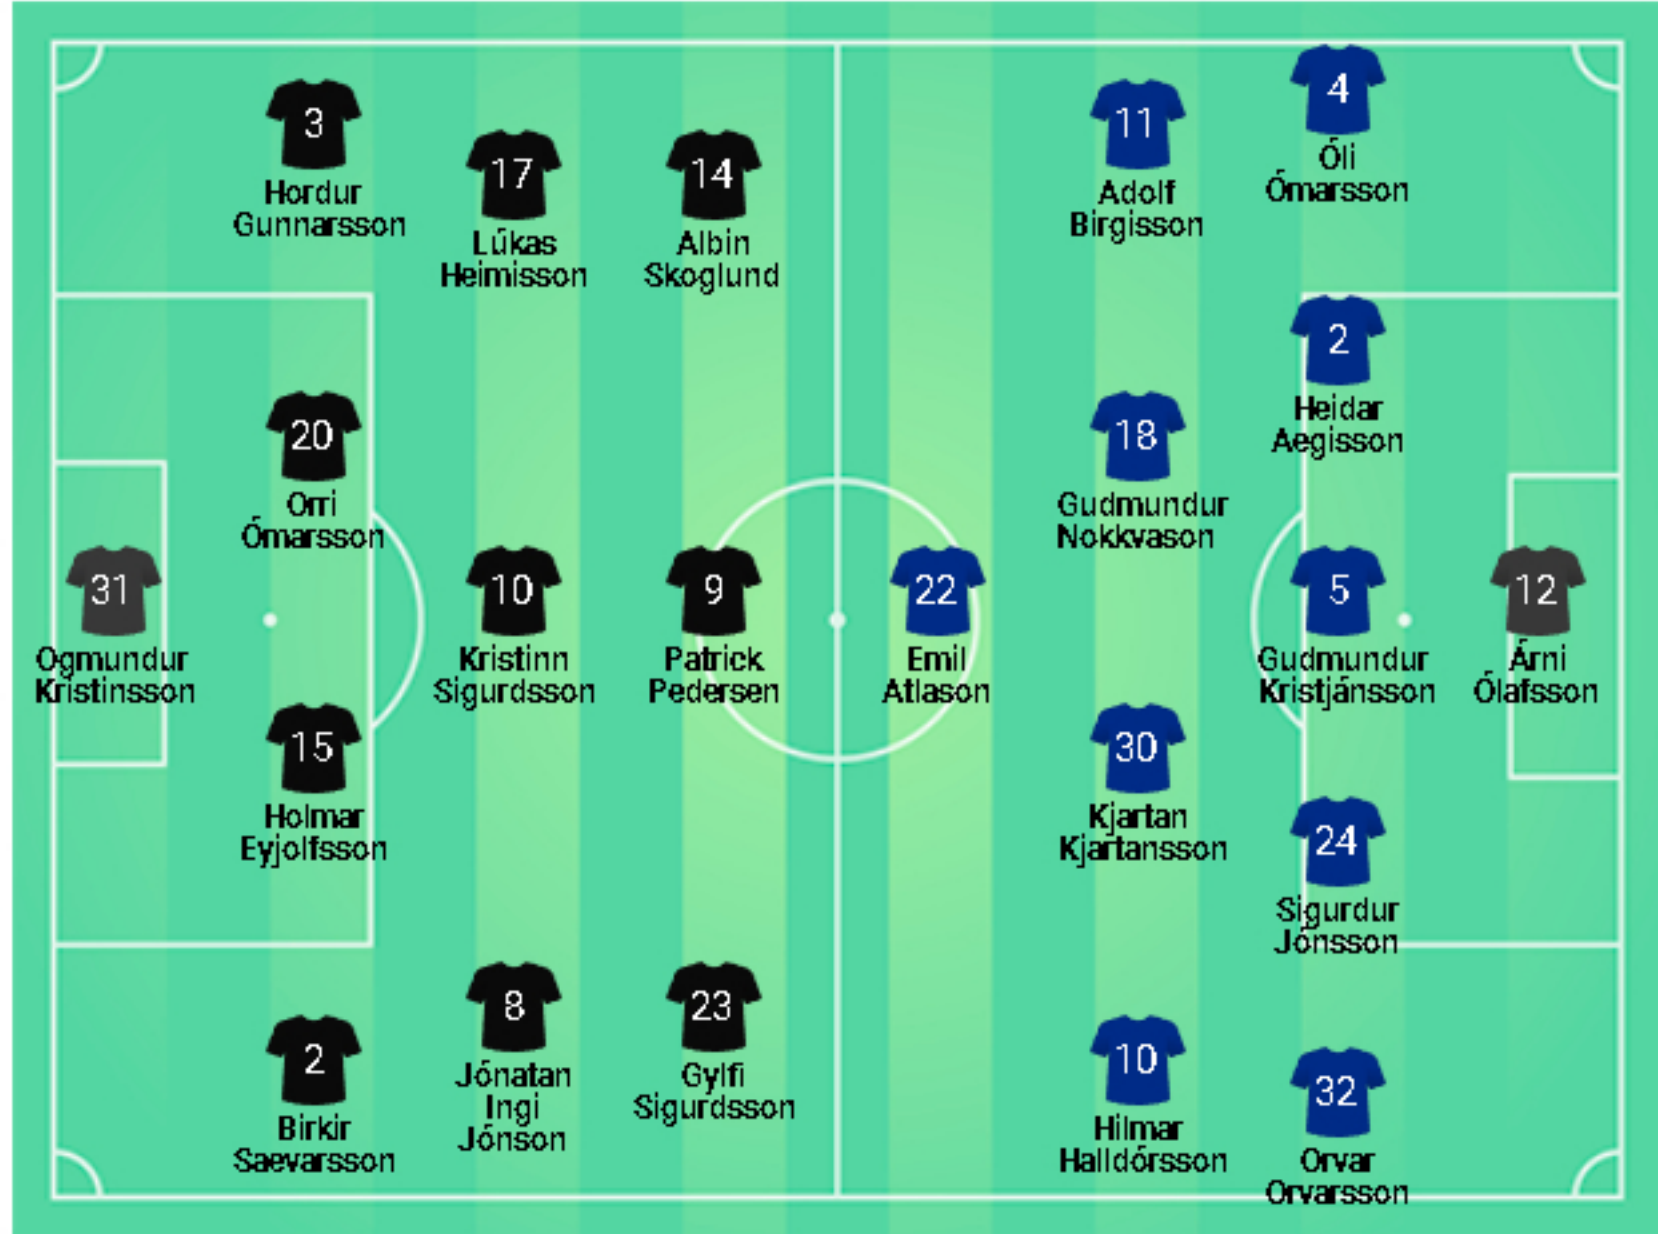 3
Hordur
Gunnarsson
17
Lúkas
Heimisson
14
Albin
Skoglund
11
Adolf
Birgisson
4
Óli
Ómarsson
2
Heidar
Aegisson
20
Orri
Ómarsson
18
Gudmundur
Nokkvason
31
Ogmundur
Kristinsson
10
Kristinn
Sigurdsson
9
Patrick
Pedersen
22
Emil
Atlason
5
Gudmundur
Kristjánsson
12
Árni
Ólafsson
15
Holmar
Eyjolfsson
30
Kjartan
Kjartansson
24
Sigurdur
Jónsson
2
Birkir
Saevarsson
8
Jónatan
Ingi
Jónson
23
Gylfi
Sigurdsson
10
Hilmar
Halldórsson
32
Orvar
Orvarsson